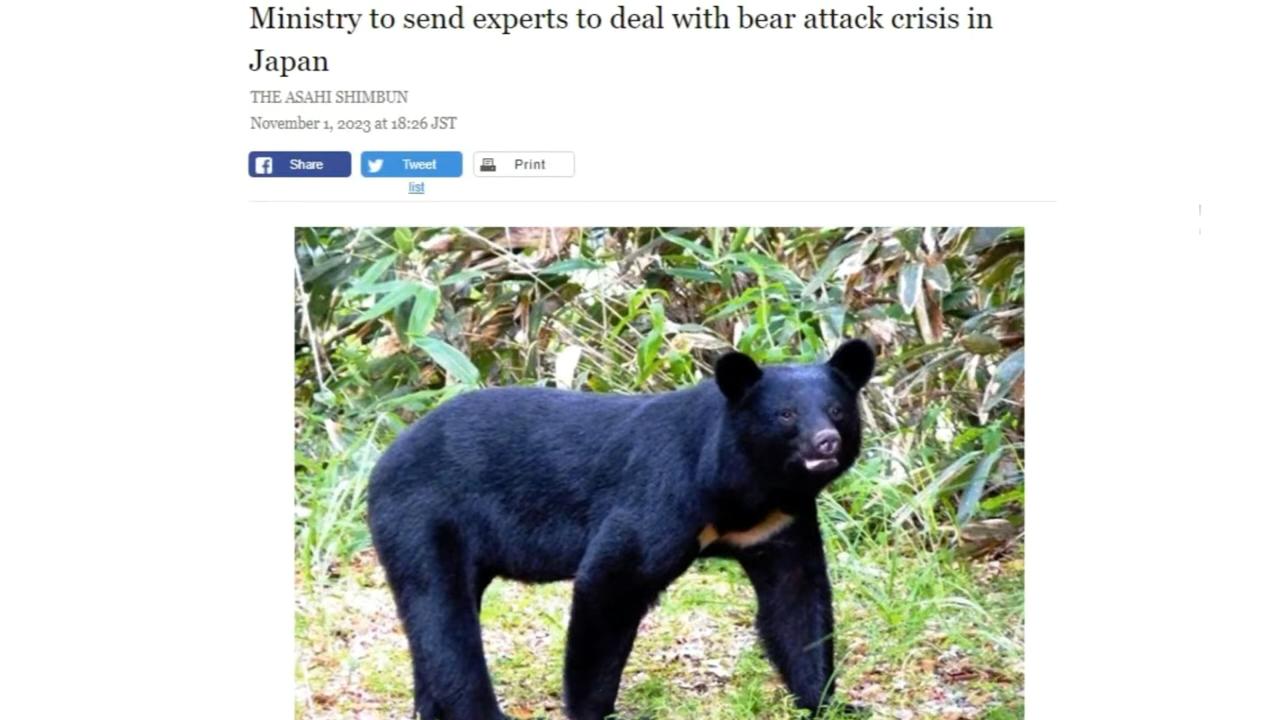 Ministry to send experts to deal with bear attack crisis in
Japan
THE ASAHI SHIMBUN
November 1, 2023 at 18:26 JST
Share Tweet Print
list